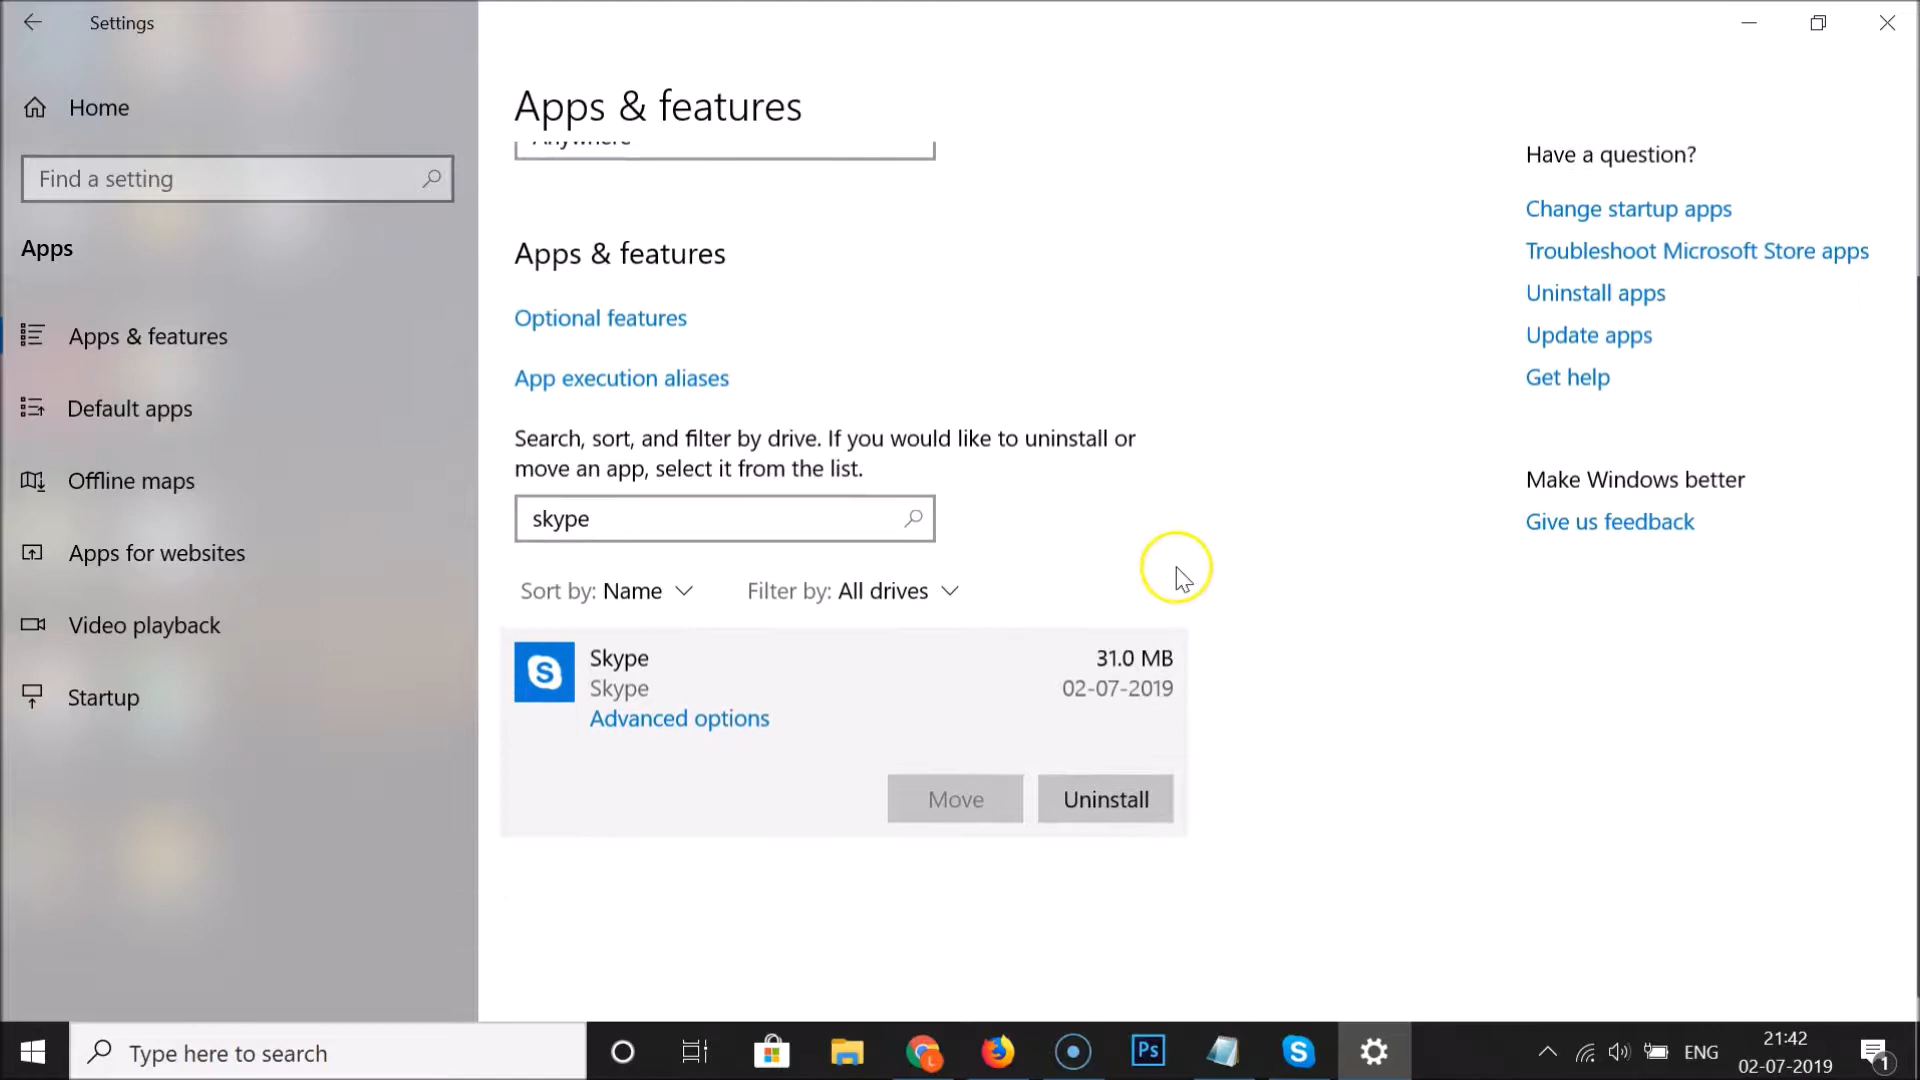 Settings
Home
Find a setting
Apps
Apps & features
Default apps
Offline maps
Apps for websites
Video playback
Startup
Apps & features
Anywhere
Apps & features
Optional features
App execution aliases
Search, sort, and filter by drive. If you would like to uninstall or
move an app, select it from the list.
skype
Sort by: Name
Filter by: All drives
Skype
31.0 MB
Skype
02-07-2019
Advanced options
Move
Uninstall
Have a question?
Change startup apps
Troubleshoot Microsoft Store apps
Uninstall apps
Update apps
Get help
Make Windows better
Give us feedback
Type here to search
L
Ps
S
ENG
21:42
02-07-2019
1